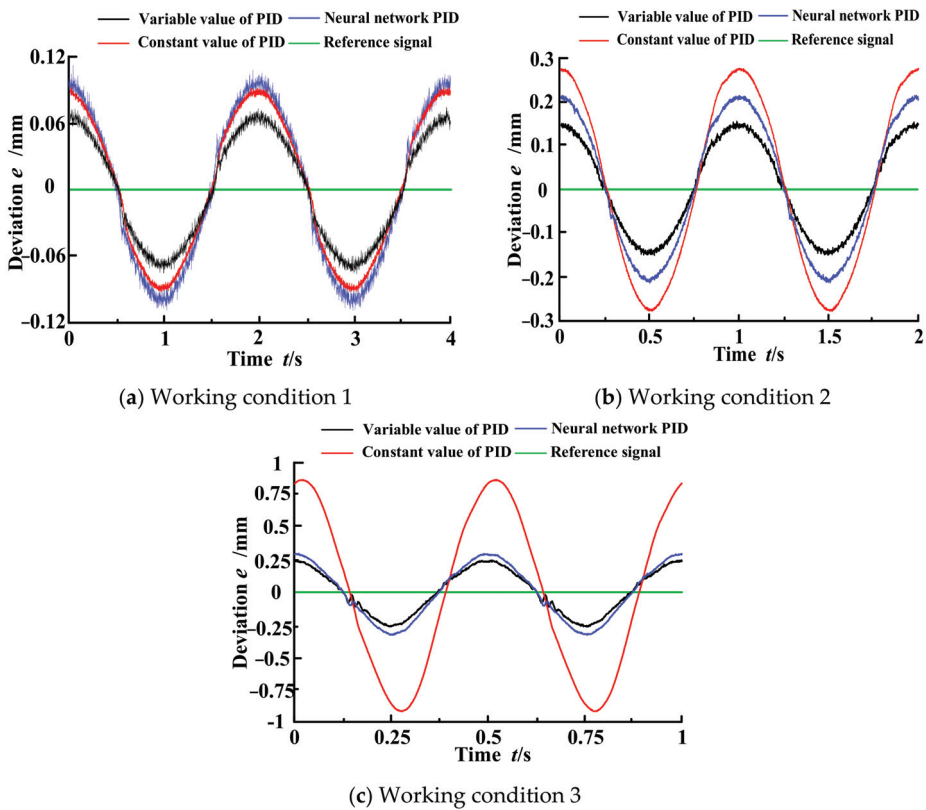 Variable value of PID Neural network PID
Constant value of PID Reference signal
0.12
0.06
0
−0.06
−0.12
Deviation e /mm
0 1 2 3 4
Time t/s
(a) Working condition 1
Variable value of PID Neural network PID
Constant value of PID Reference signal
0.3
0.2
0.1
0
−0.1
−0.2
−0.3
Deviation e /mm
0 0.5 1 1.5 2
Time t/s
(b) Working condition 2
Variable value of PID Neural network PID
Constant value of PID Reference signal
1
0.75
0.5
0.25
0
−0.25
−0.5
−0.75
-1
Deviation e /mm
0 0.25 0.5 0.75 1
Time t/s
(c) Working condition 3